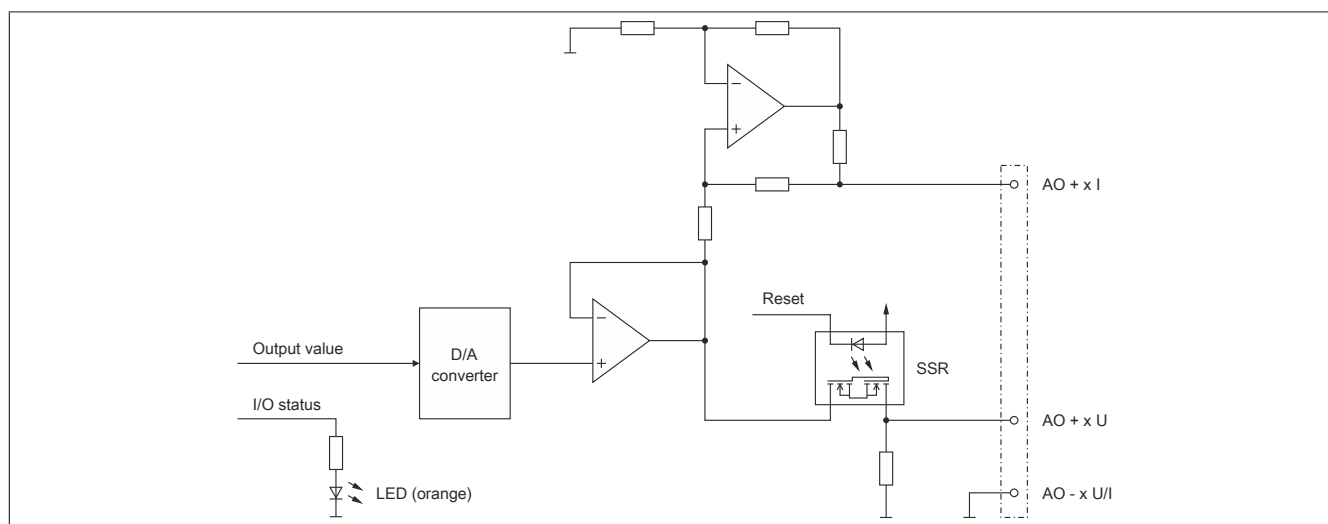 −
+
AO + x I
Reset
−
Output value
D/A
converter
+
SSR
I/O status
AO + x U
LED (orange)
AO - x U/I